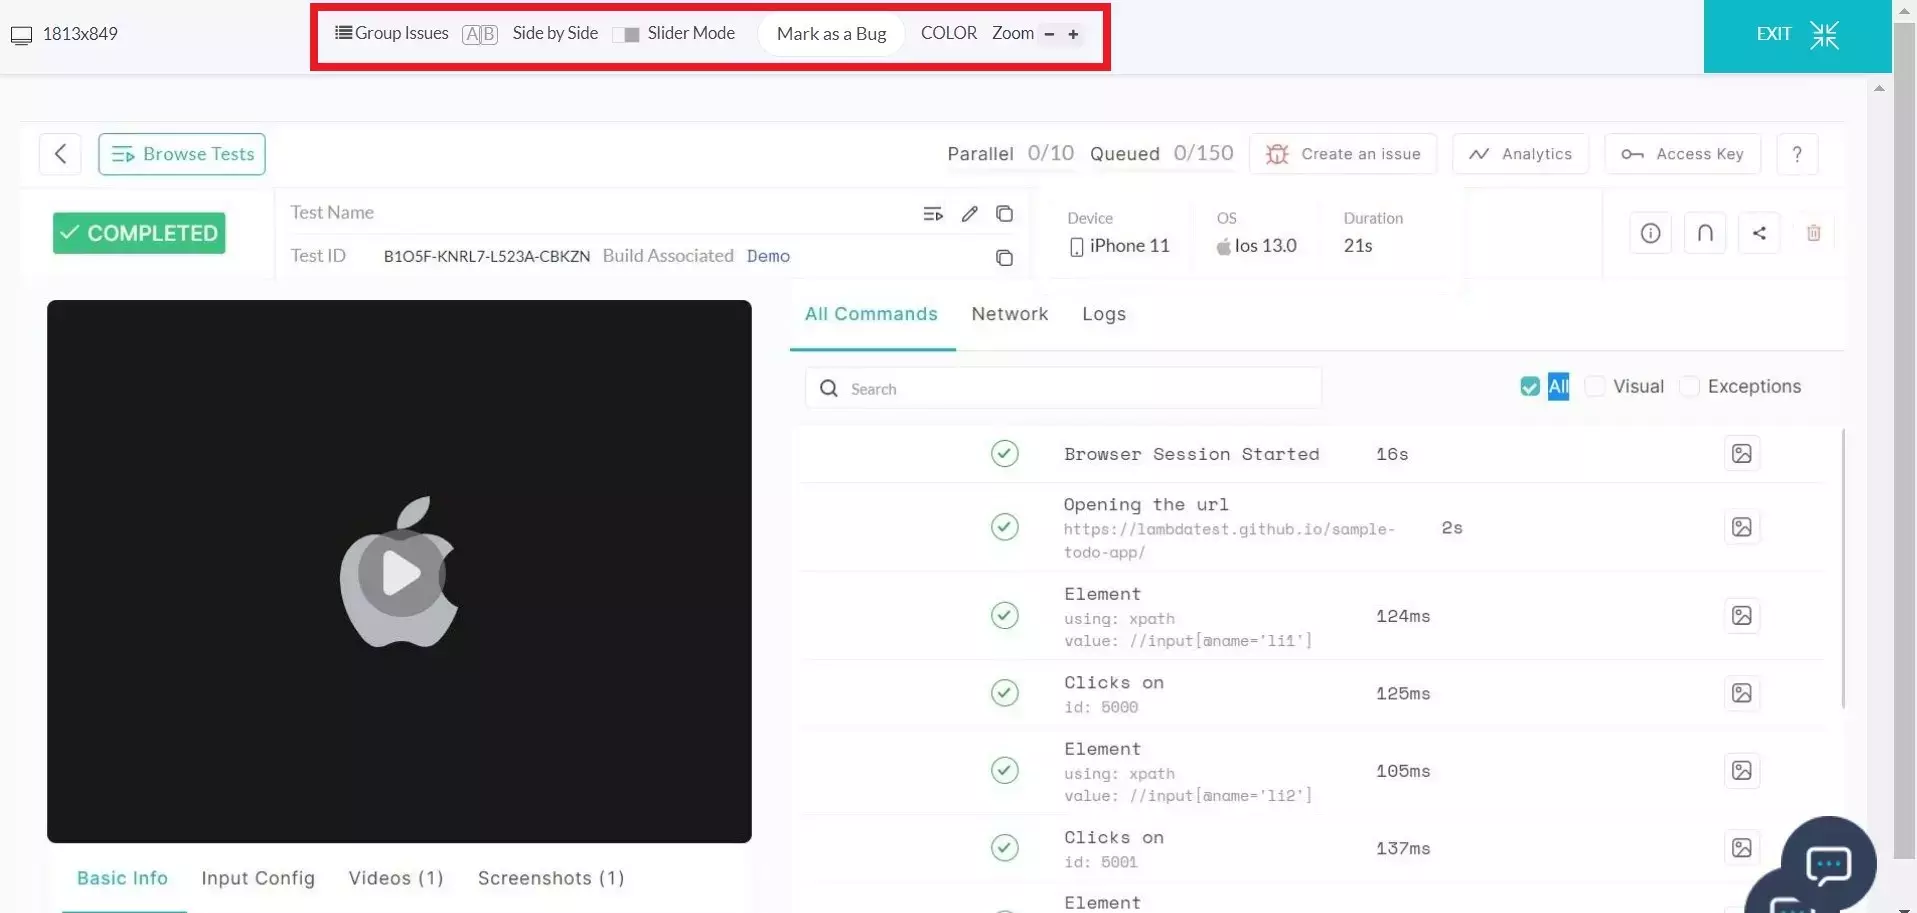 1813x849 Group Issues A|B Side by Side Slider Mode Mark as a Bug COLOR Zoom - + EXIT
Browse Tests Parallel 0/10 Queued 0/150 Create an issue Analytics Access Key ?
COMPLETED
Test Name
Test ID B1O5F-KNRL7-L523A-CBKZN Build Associated Demo
Device OS Duration
iPhone 11 Ios 13.0 21s
All Commands Network Logs
Search All Visual Exceptions
Browser Session Started 16s
Opening the url
https://lambdatest.github.io/sample-
todo-app/
2s
Element
using: xpath
value: //input[@name='li1']
124ms
Clicks on
id: 5000
125ms
Element
using: xpath
value: //input[@name='li2']
105ms
Clicks on
id: 5001
137ms
Element
Basic Info Input Config Videos (1) Screenshots (1)